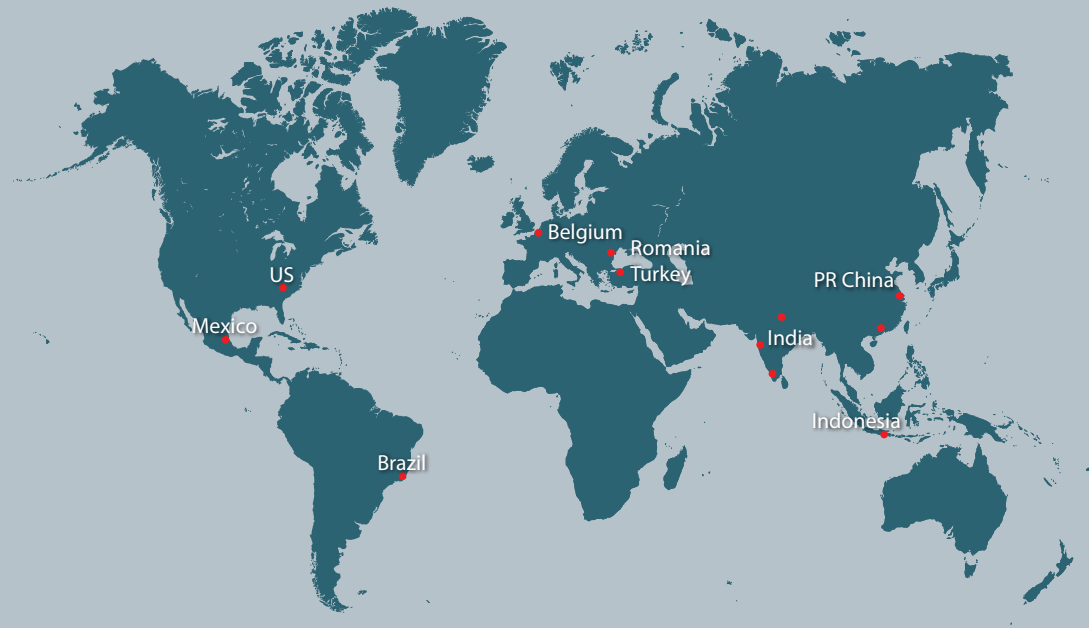 Belgium
Romania
US
Turkey
PR China
Mexico
India
Indonesia
Brazil